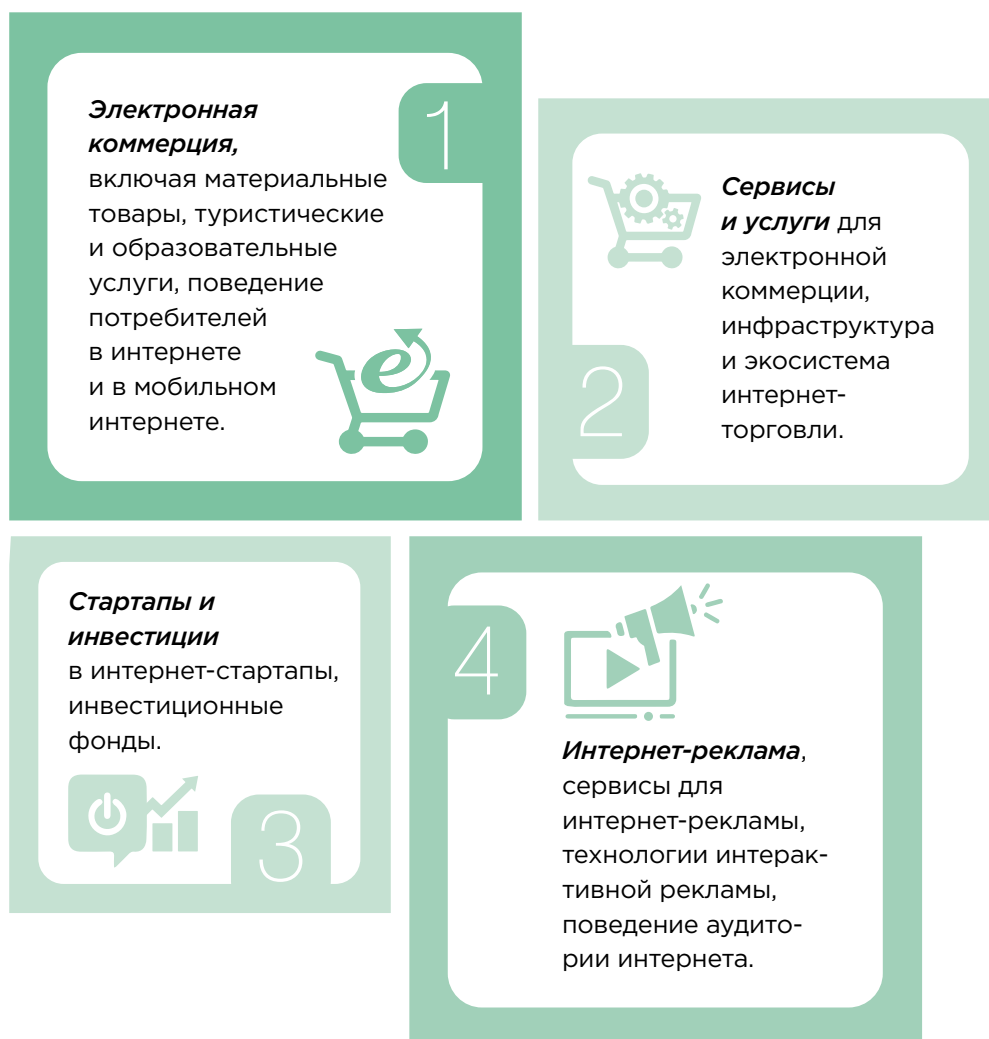 1
Электронная
коммерция,
включая материальные
товары, туристические
и образовательные
услуги, поведение
потребителей
в интернете
и в мобильном
интернете.
2
Сервисы
и услуги для
электронной
коммерции,
инфраструктура
и экосистема
интернет-
торговли.
Стартапы и
инвестиции
в интернет-стартапы,
инвестиционные
фонды.
3
4
Интернет-реклама,
сервисы для
интернет-рекламы,
технологии интерак-
тивной рекламы,
поведение аудито-
рии интернета.